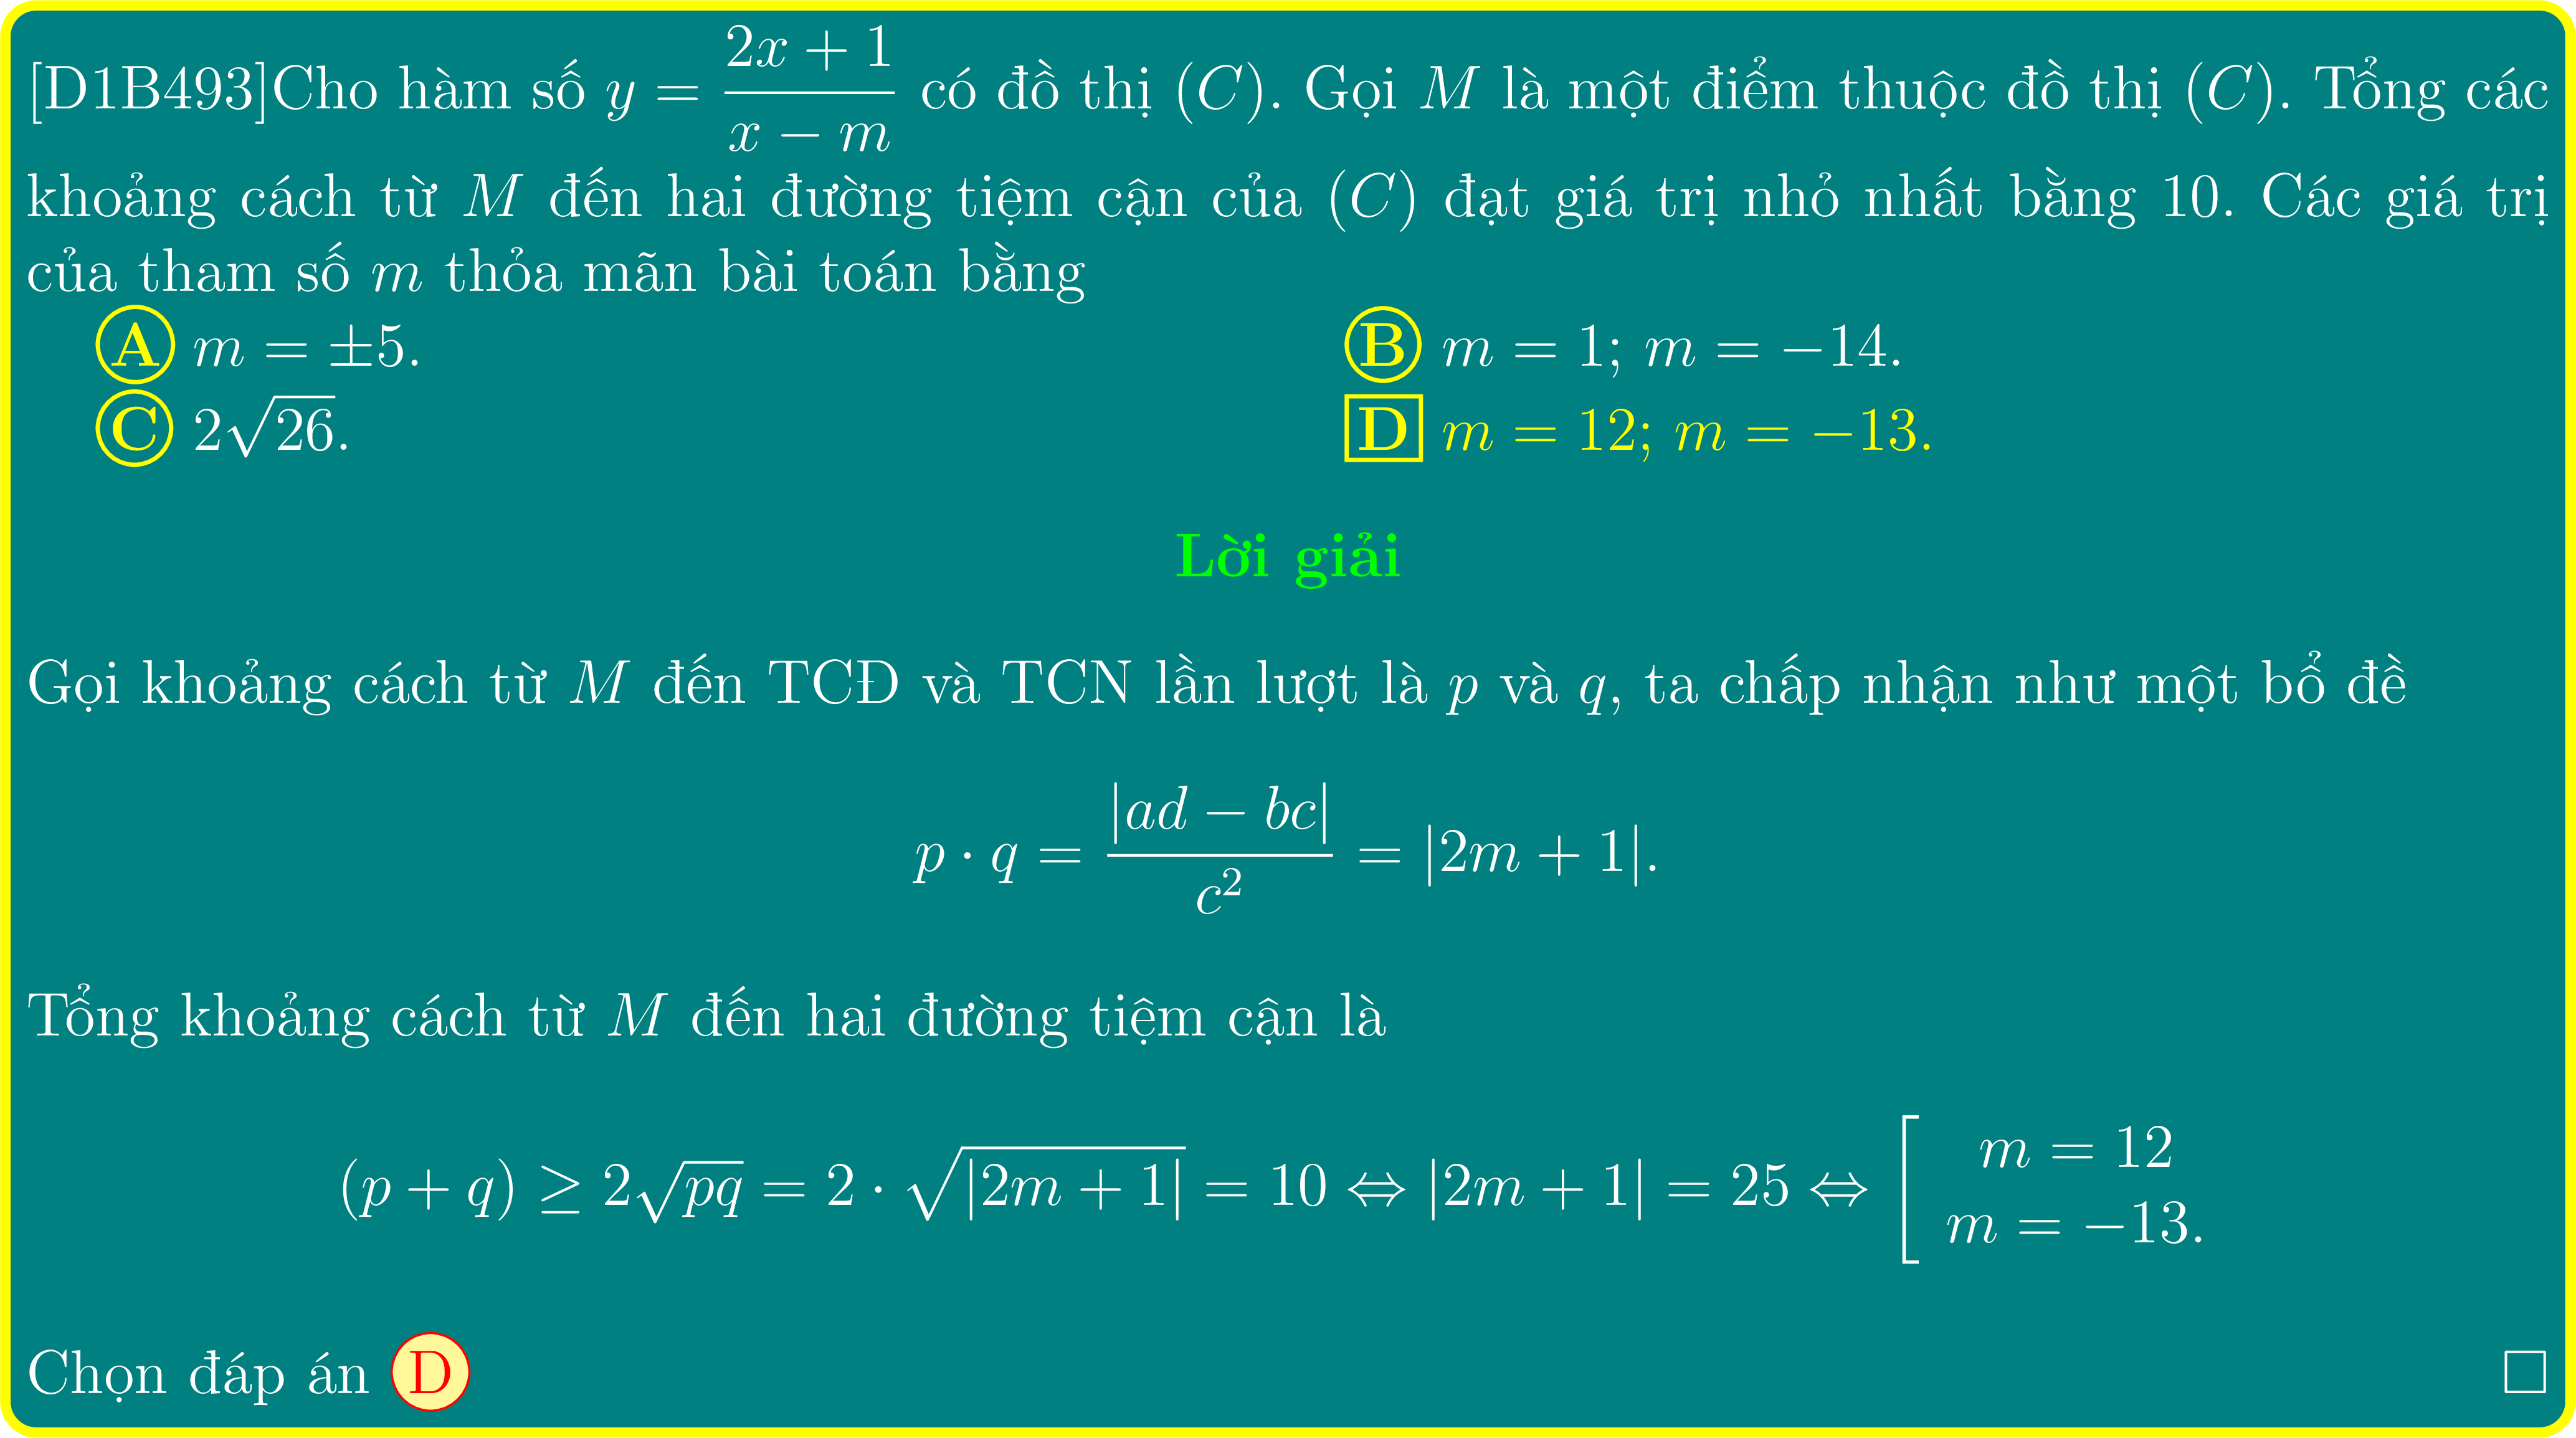 [D1B493]Cho hàm số $y = \dfrac{2x+1}{x-m}$ có đồ thị $(C)$. Gọi $M$ là một điểm thuộc đồ thị $(C)$. Tổng các
khoảng cách từ $M$ đến hai đường tiệm cận của $(C)$ đạt giá trị nhỏ nhất bằng 10. Các giá trị
của tham số $m$ thỏa mãn bài toán bằng
A $m = \pm 5$. B $m = 1; m = -14$.
C $2\sqrt{26}$. D $m = 12; m = -13$.
Lời giải
Gọi khoảng cách từ $M$ đến TCĐ và TCN lần lượt là $p$ và $q$, ta chấp nhận như một bổ đề
$p \cdot q = \dfrac{|ad - bc|}{c^2} = |2m + 1|.$
Tổng khoảng cách từ $M$ đến hai đường tiệm cận là
$(p + q) \geq 2\sqrt{pq} = 2 \cdot \sqrt{|2m + 1|} = 10 \Leftrightarrow |2m + 1| = 25 \Leftrightarrow \left[\begin{array}{c} m = 12 \\ m = -13. \end{array}\right.$
Chọn đáp án D □